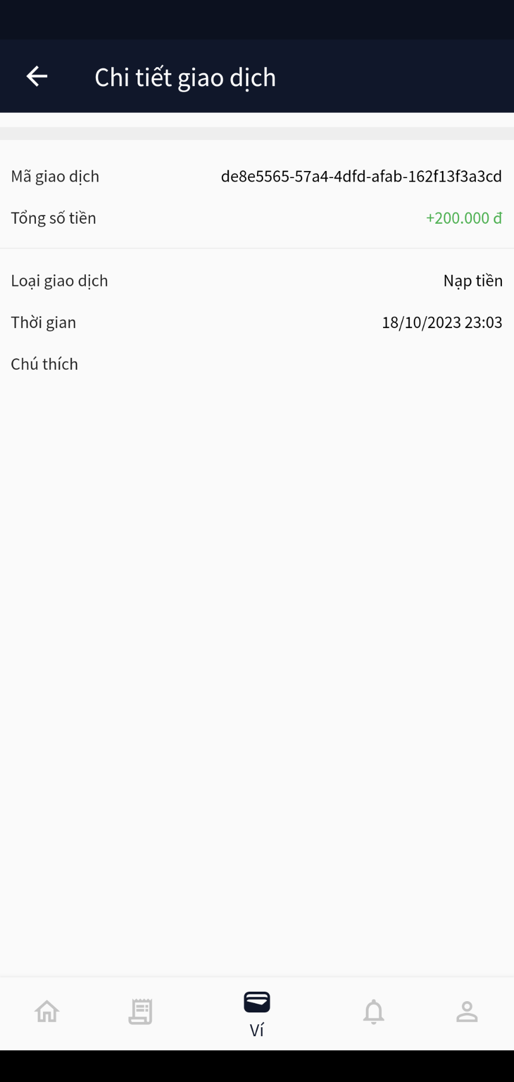 Chi tiết giao dịch
Mã giao dịch de8e5565-57a4-4dfd-afab-162f13f3a3cd
Tổng số tiền +200.000 đ
Loại giao dịch Nạp tiền
Thời gian 18/10/2023 23:03
Chú thích
Ví